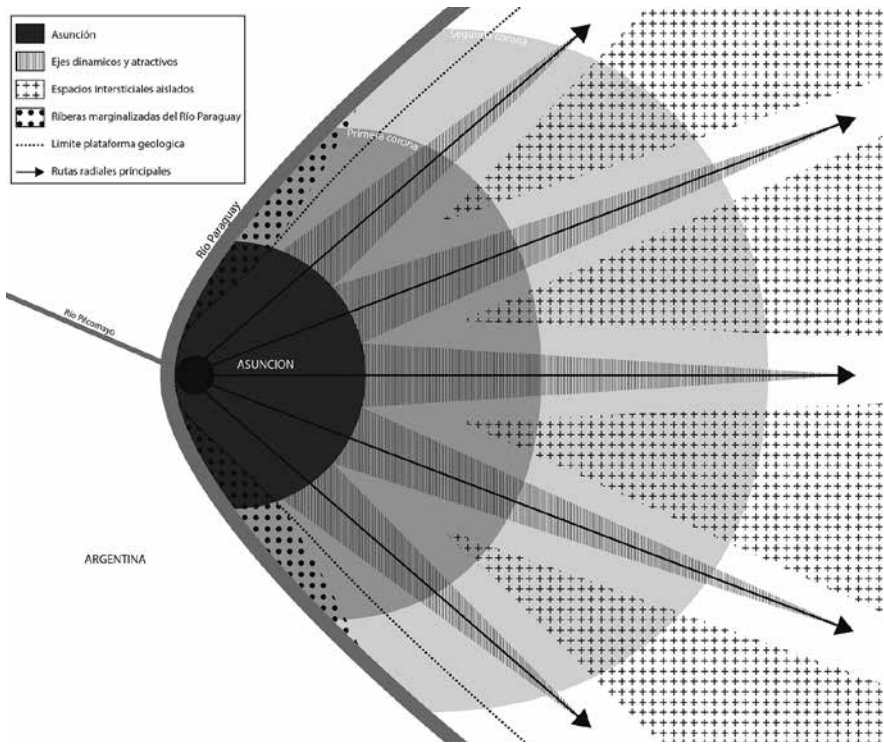 Asunción
Ejes dinamicos y atractivos
Espacios intersticiales aislados
Riberas marginalizadas del Río Paraguay
Limite plataforma geologica
Rutas radiales principales
Segunda corona
Primera corona
Río Paraguay
Río Pilcomayo
ASUNCION
ARGENTINA